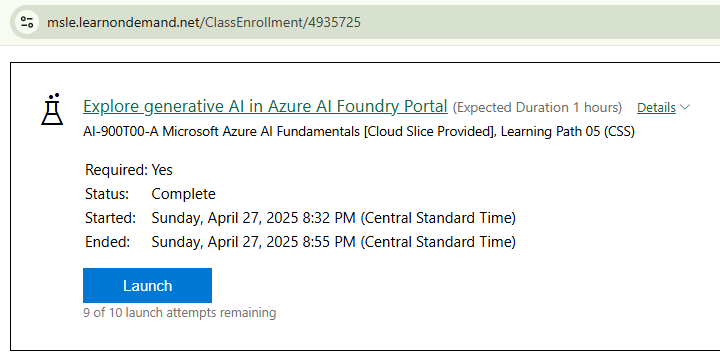 msle.learnondemand.net/ClassEnrollment/4935725
Explore generative AI in Azure AI Foundry Portal (Expected Duration 1 hours) Details
AI-900T00-A Microsoft Azure AI Fundamentals [Cloud Slice Provided], Learning Path 05 (CSS)
Required: Yes
Status: Complete
Started: Sunday, April 27, 2025 8:32 PM (Central Standard Time)
Ended: Sunday, April 27, 2025 8:55 PM (Central Standard Time)
Launch
9 of 10 launch attempts remaining